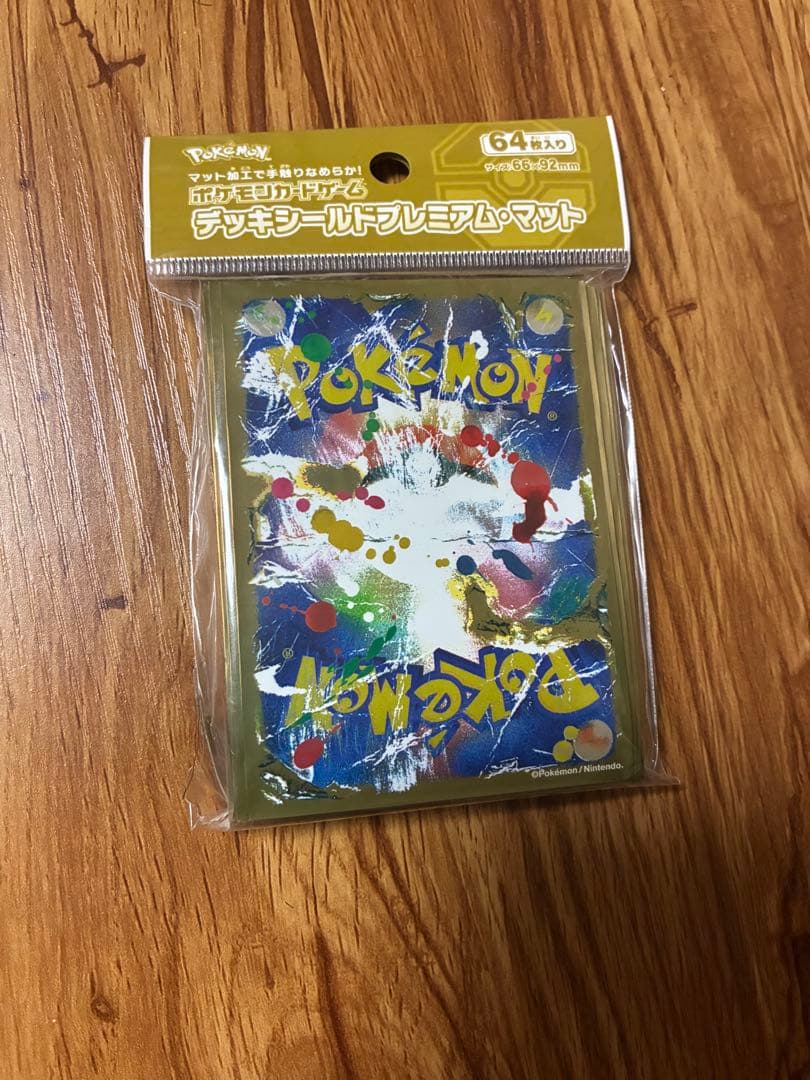 POKéMON
64枚入り
マット加工で手触りなめらか!
サイズ:66×92mm
ポケモンカードゲーム
デッキシールドプレミアム・マット
POKéMON®
POKéMON®
©Pokémon/Nintendo.